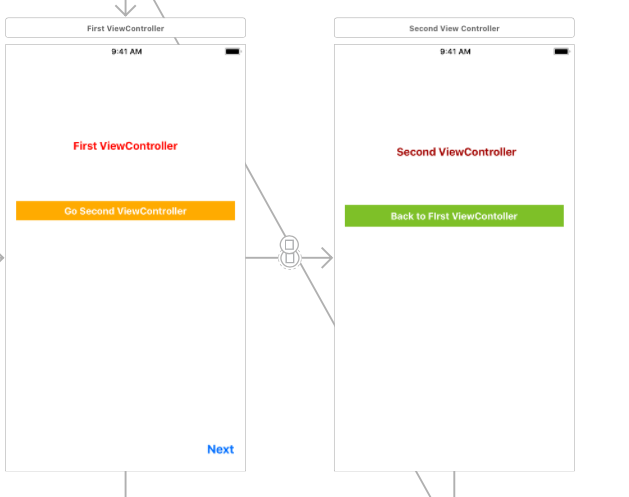 First ViewController
Second View Controller
9:41 AM
9:41 AM
First ViewController
Second ViewController
Go Second ViewController
Back to FIrst ViewContoller
Next